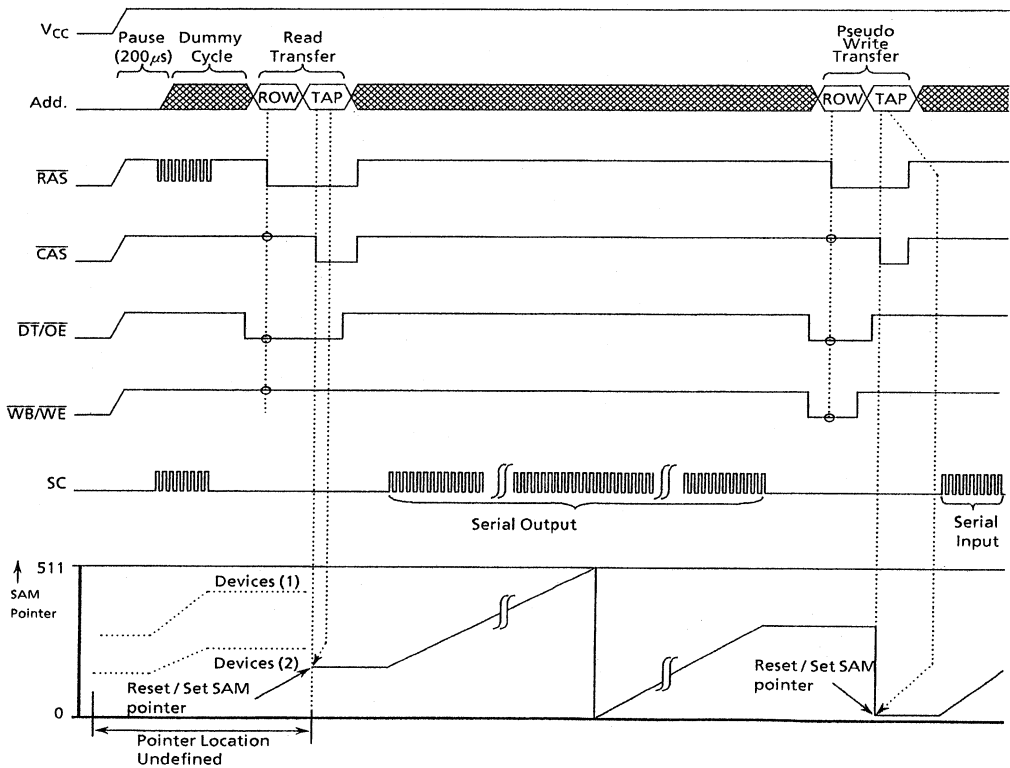 VCC
Pause
(200μs)
Dummy
Cycle
Read
Transfer
Pseudo
Write
Transfer
Add.
ROW
TAP
ROW
TAP
RAS
CAS
DT/OE
WB/WE
SC
Serial Output
Serial
Input
511
SAM
Pointer
Devices (1)
Devices (2)
Reset / Set SAM
pointer
Reset / Set SAM
pointer
0
Pointer Location
Undefined